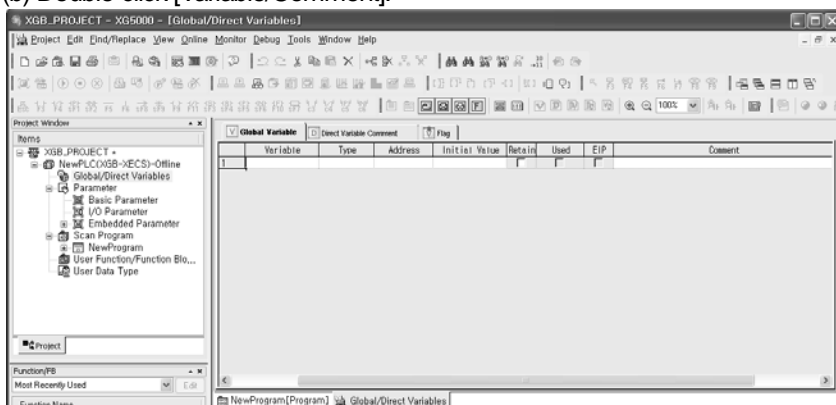 (b) Double-click [Variable/Comment].
XGB_PROJECT - XG5000 - [Global/Direct Variables]
Project Edit Find/Replace View Online Monitor Debug Tools Window Help
100%
Project Window
Items
XGB_PROJECT *
NewPLC(XGB-XECS)-Offline
Global/Direct Variables
Parameter
Basic Parameter
I/O Parameter
Embedded Parameter
Scan Program
NewProgram
User Function/Function Blo...
User Data Type
Project
V Global Variable D Direct Variable Comment Flag
Variable Type Address Initial Value Retain Used EIP Comment
1
Function/FB
Most Recently Used Edit
Function Name
NewProgram[Program] Global/Direct Variables